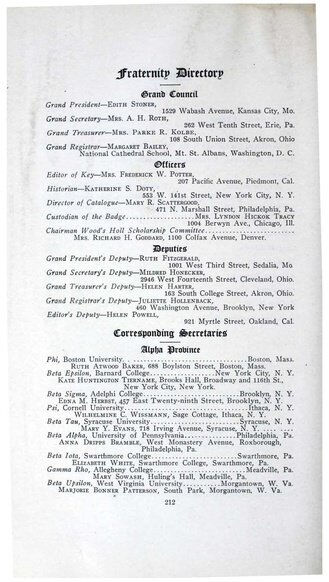 Fraternity Directory
Grand Council
Grand President—EDITH STONER,
1529 Wabash Avenue, Kansas City, Mo.
Grand Secretary—MRS. A. H. ROTH,
262 West Tenth Street, Erie, Pa.
Grand Treasurer—MRS. PARKE R. KOLBE,
108 South Union Street, Akron, Ohio
Grand Registrar—MARGARET BAILEY,
National Cathedral School, Mt. St. Albans, Washington, D. C.
Officers
Editor of Key—MRS. FREDERICK W. POTTER,
207 Pacific Avenue, Piedmont, Cal.
Historian—KATHERINE S. DOTY,
553 W. 141st Street, New York City, N. Y.
Director of Catalogue—MARY R. SCATTERGOOD,
471 N. Marshall Street, Philadelphia, Pa.
Custodian of the Badge....................MRS. LYNDON HICKOK TRACY
1004 Berwyn Ave., Chicago, Ill.
Chairman Wood's Holl Scholarship Committee..........................
MRS. RICHARD H. GODDARD, 1100 Colfax Avenue, Denver.
Deputies
Grand President's Deputy—RUTH FITZGERALD,
1001 West Third Street, Sedalia, Mo
Grand Secretary's Deputy—MILDRED HONECKER,
2946 West Fourteenth Street, Cleveland, Ohio.
Grand Treasurer's Deputy—HELEN HARTER,
163 South College Street, Akron, Ohio.
Grand Registrar's Deputy—JULIETTE HOLLENBACK,
460 Washington Avenue, Brooklyn, New York
Editor's Deputy—HELEN POWELL,
921 Myrtle Street, Oakland, Cal.
Corresponding Secretaries
Alpha Province
Phi, Boston University..............................Boston, Mass.
RUTH ATWOOD BAKER, 688 Boylston Street, Boston, Mass.
Beta Epsilon, Barnard College.....................New York City, N. Y.
KATE HUNTINGTON TIERNAME, Brooks Hall, Broadway and 116th St.,
New York City, New York.
Beta Sigma, Adelphi College..........................Brooklyn, N. Y.
EDNA M. HERBST, 457 East Twenty-ninth Street, Brooklyn, N. Y.
Psi, Cornell University.................................Ithaca, N. Y.
WILHELMINE C. WISSMANN, Sage Cottage, Ithaca, N. Y.
Beta Tau, Syracuse University.......................Syracuse, N. Y.
MARY Y. EVANS, 718 Irving Avenue, Syracuse, N. Y.
Beta Alpha, University of Pennsylvania...............Philadelphia, Pa.
ANNA DRIPPS BRAMBLE, West Monastery Avenue, Roxborough,
Philadelphia, Pa.
Beta Iota, Swarthmore College.......................Swarthmore, Pa.
ELIZABETH WHITE, Swarthmore College, Swarthmore, Pa.
Gamma Rho, Allegheny College.........................Meadville, Pa.
MARY SOWASH, Huling's Hall, Meadville, Pa.
Beta Upsilon, West Virginia University............Morgantown, W. Va.
MARJORIE BONNER PATTERSON, South Park, Morgantown, W. Va.
212